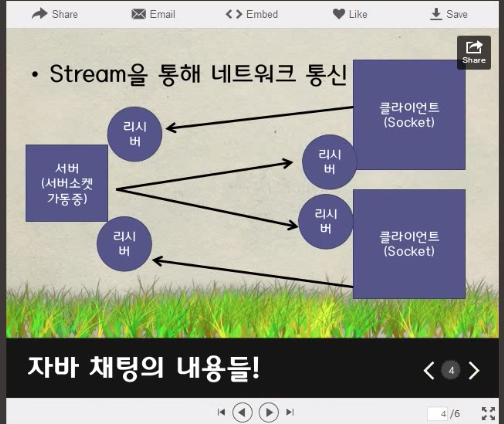 Share
Email
Embed
Like
Save
Share
• Stream을 통해 네트워크 통신
클라이언트
(Socket)
리시
버
리시
버
서버
(서버소켓
가동중)
리시
버
리시
버
클라이언트
(Socket)
자바 채팅의 내용들!
4
4 /6